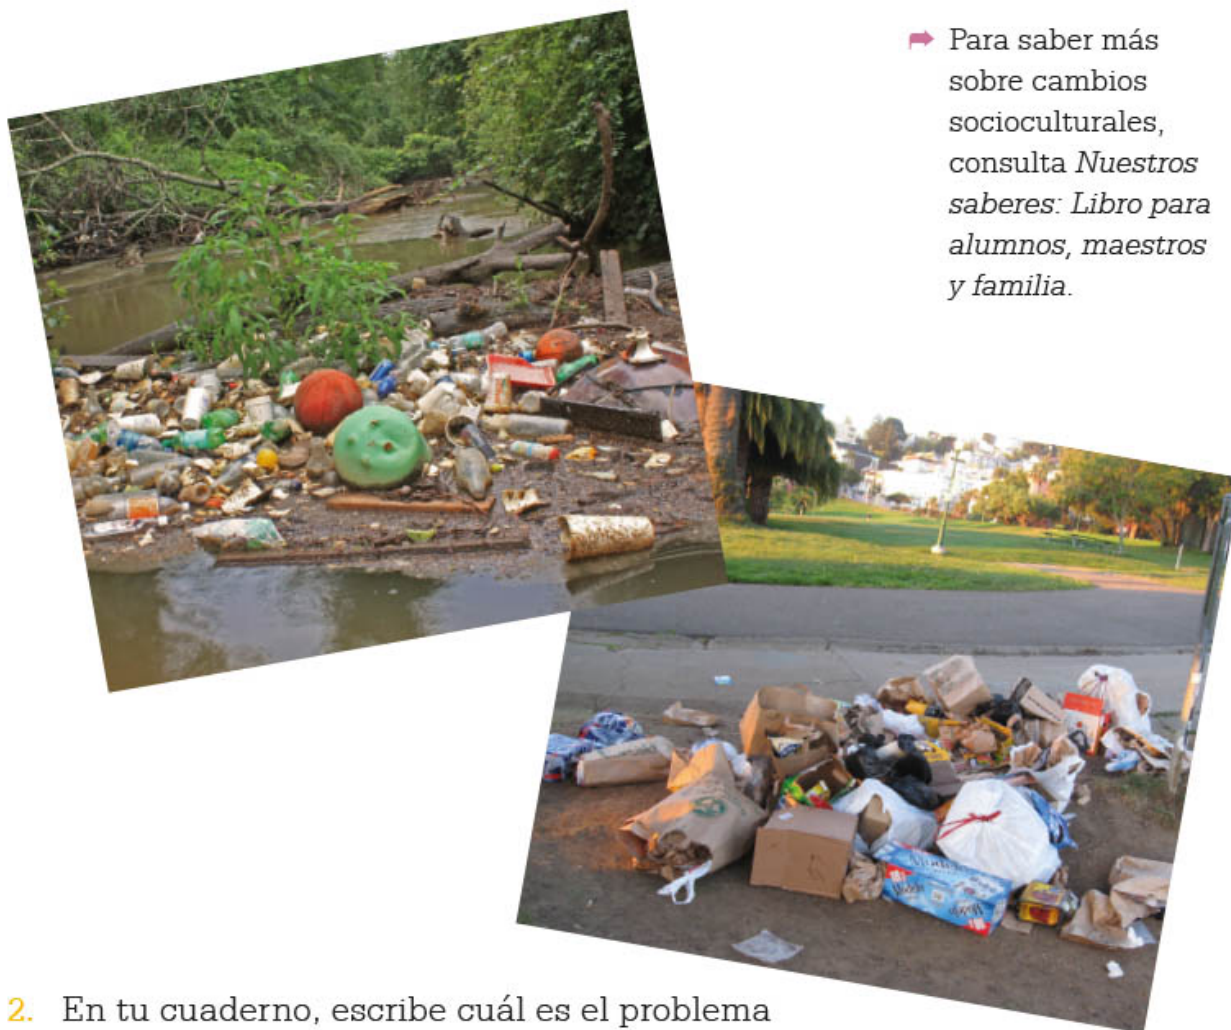 Para saber más
sobre cambios
socioculturales,
consulta Nuestros
saberes: Libro para
alumnos, maestros
y familia.
2. En tu cuaderno, escribe cuál es el problema